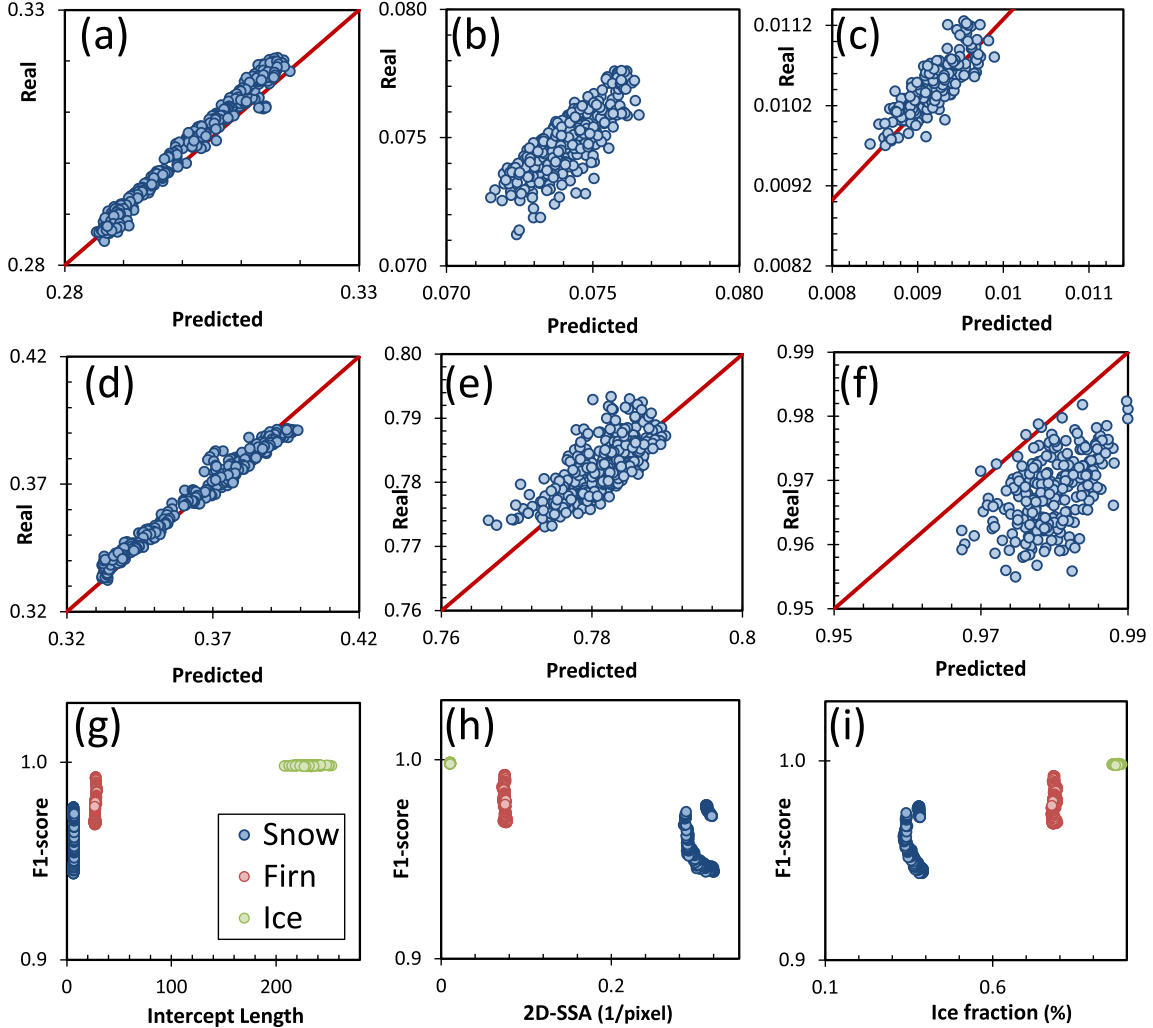 (a)
0.33
Real
0.28
0.28
0.33
Predicted
(b)
0.080
Real
0.075
0.070
0.070
0.075
0.080
Predicted
(c)
0.0112
Real
0.0102
0.0092
0.0082
0.008
0.009
0.01
0.011
Predicted
(d)
0.42
0.37
Real
0.32
0.32
0.37
0.42
Predicted
(e)
0.80
0.79
0.78
Real
0.77
0.76
0.76
0.78
0.8
Predicted
(f)
0.99
0.98
0.97
Real
0.96
0.95
0.95
0.97
0.99
Predicted
(g)
1.0
F1-score
0.9
Snow
Firn
Ice
0
100
200
Intercept Length
(h)
1.0
F1-score
0.9
0
0.2
2D-SSA (1/pixel)
(i)
1.0
F1-score
0.9
0.1
0.6
Ice fraction (%)